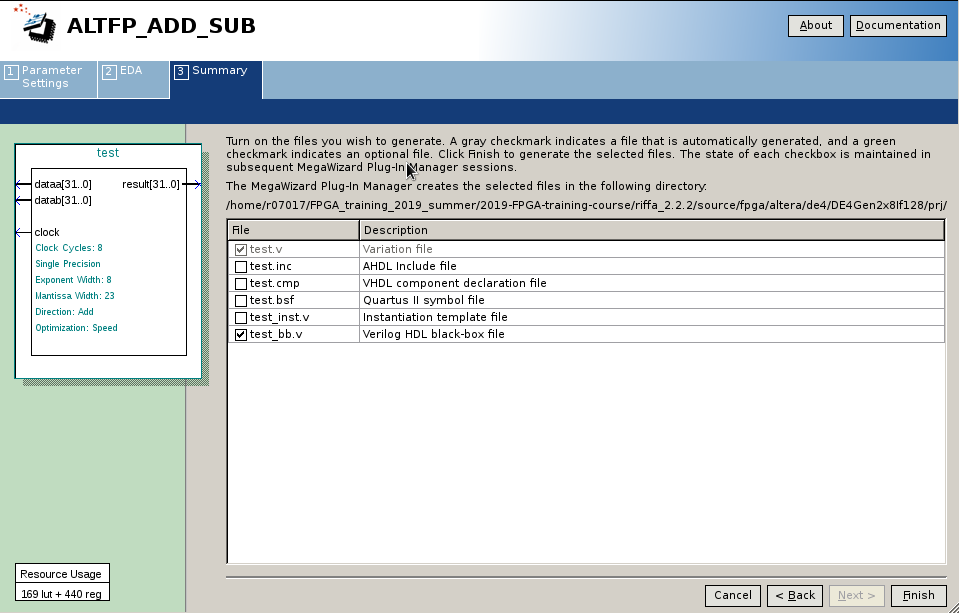 ALTFP_ADD_SUB
About
Documentation
1 Parameter
Settings
2 EDA
3 Summary
test
dataa[31..0]
result[31..0]
datab[31..0]
clock
Clock Cycles: 8
Single Precision
Exponent Width: 8
Mantissa Width: 23
Direction: Add
Optimization: Speed
Resource Usage
169 lut + 440 reg
Turn on the files you wish to generate. A gray checkmark indicates a file that is automatically generated, and a green
checkmark indicates an optional file. Click Finish to generate the selected files. The state of each checkbox is maintained in
subsequent MegaWizard Plug-In Manager sessions.
The MegaWizard Plug-In Manager creates the selected files in the following directory:
/home/r07017/FPGA_training_2019_summer/2019-FPGA-training-course/riffa_2.2.2/source/fpga/altera/de4/DE4Gen2x8If128/prj/
File Description
test.v Variation file
test.inc AHDL Include file
test.cmp VHDL component declaration file
test.bsf Quartus II symbol file
test_inst.v Instantiation template file
test_bb.v Verilog HDL black-box file
Cancel
< Back
Next >
Finish